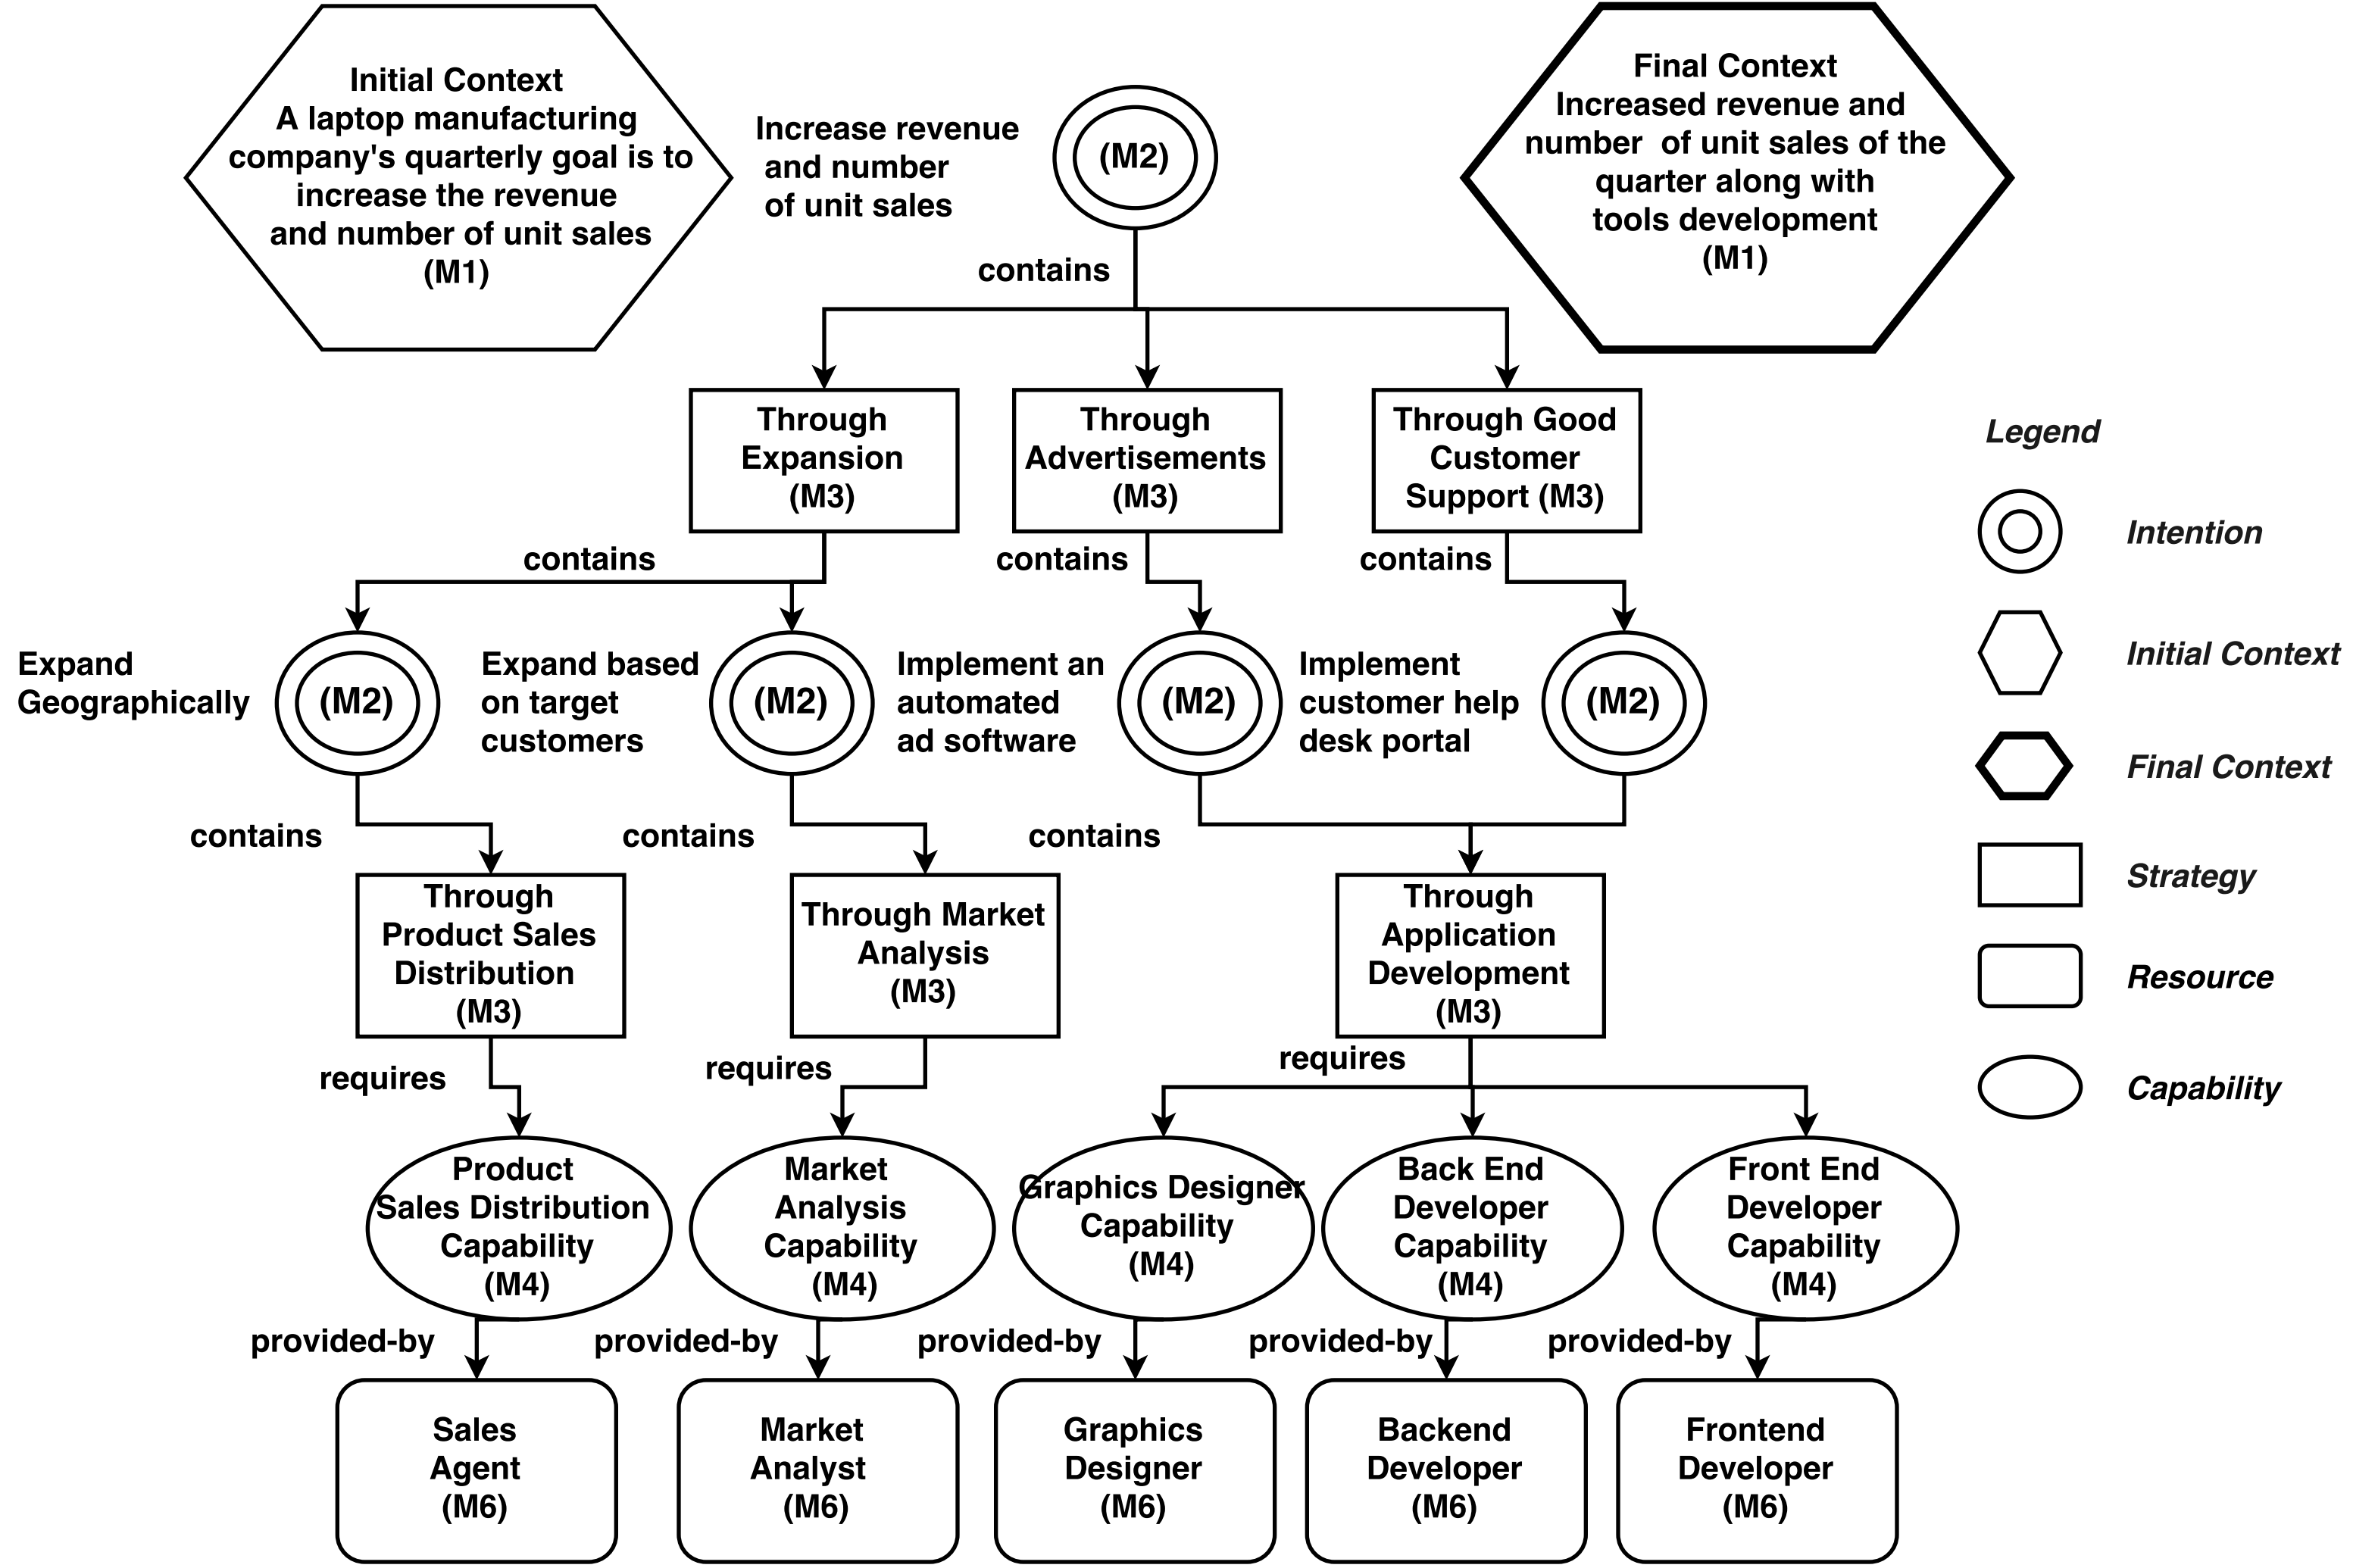 Initial Context
A laptop manufacturing
company's quarterly goal is to
increase the revenue
and number of unit sales
(M1)
Increase revenue
and number
of unit sales
(M2)
Final Context
Increased revenue and
number of unit sales of the
quarter along with
tools development
(M1)
contains
Through
Expansion
(M3)
Through
Advertisements
(M3)
Through Good
Customer
Support (M3)
contains
contains
contains
Expand
Geographically
(M2)
Expand based
on target
customers
(M2)
Implement an
automated
ad software
(M2)
Implement
customer help
desk portal
(M2)
contains
contains
contains
Through
Product Sales
Distribution
(M3)
Through Market
Analysis
(M3)
Through
Application
Development
(M3)
requires
requires
requires
Product
Sales Distribution
Capability
(M4)
Market
Analysis
Capability
(M4)
Graphics Designer
Capability
(M4)
Back End
Developer
Capability
(M4)
Front End
Developer
Capability
(M4)
provided-by
provided-by
provided-by
provided-by
provided-by
Sales
Agent
(M6)
Market
Analyst
(M6)
Graphics
Designer
(M6)
Backend
Developer
(M6)
Frontend
Developer
(M6)
Legend
Intention
Initial Context
Final Context
Strategy
Resource
Capability